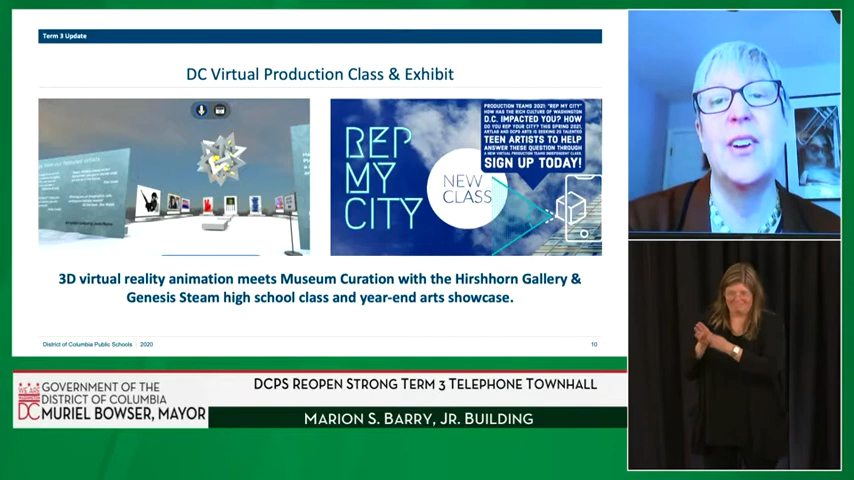 Term 3 Update
DC Virtual Production Class & Exhibit
PRODUCTION TEAMS 2021: "REP MY CITY"
HOW HAS THE RICH CULTURE OF WASHINGTON
D.C. IMPACTED YOU? HOW
DO YOU REP YOUR CITY? THIS SPRING 2021,
ARTLAB AND DCPS ARTS IS SEEKING 25 TALENTED
TEEN ARTISTS TO HELP
ANSWER THESE QUESTION THROUGH
A NEW VIRTUAL PRODUCTION TEAMS INDEPENDENT CLASS.
SIGN UP TODAY!
REP
MY
CITY
NEW
CLASS
3D virtual reality animation meets Museum Curation with the Hirshhorn Gallery &
Genesis Steam high school class and year-end arts showcase.
District of Columbia Public Schools | 2020
10
WE ARE
WASHINGTON
DC
GOVERNMENT OF THE
DISTRICT OF COLUMBIA
MURIEL BOWSER, MAYOR
DCPS REOPEN STRONG TERM 3 TELEPHONE TOWNHALL
MARION S. BARRY, JR. BUILDING